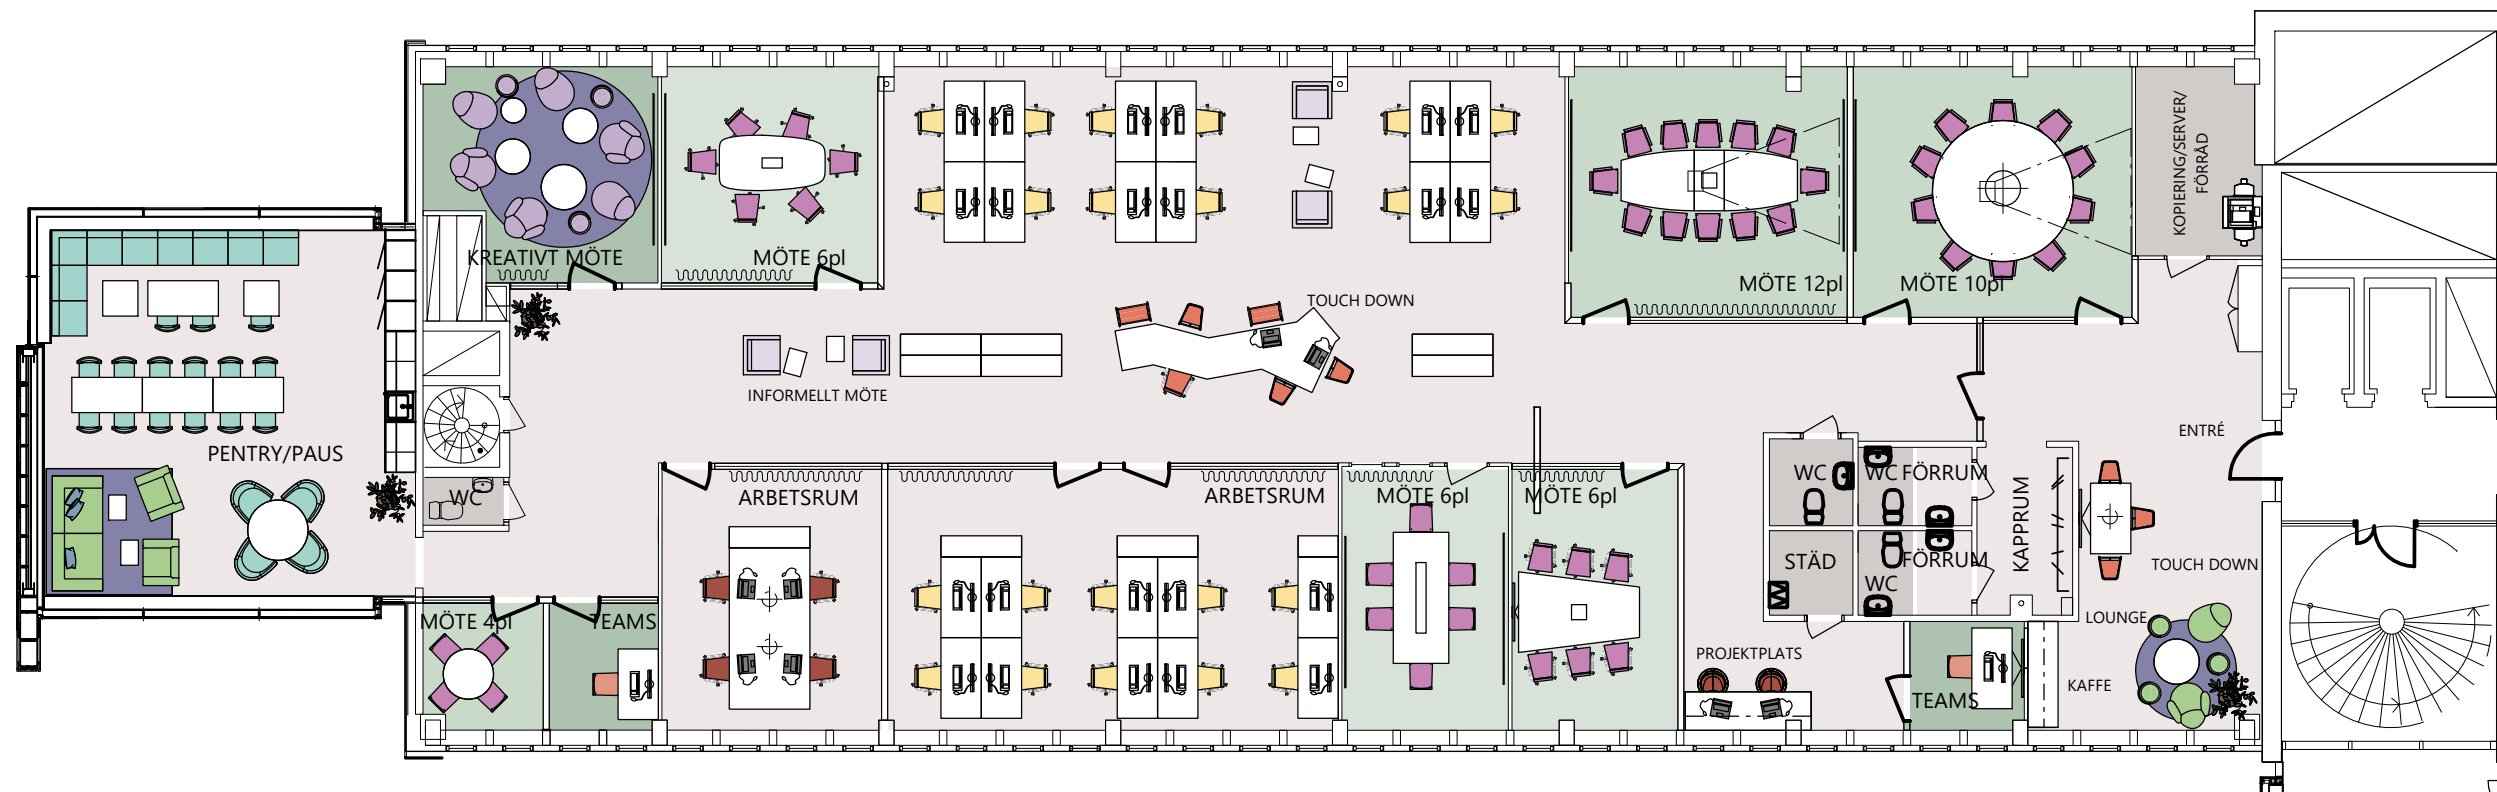 KREATIVT MÖTE
MÖTE 6pl
TOUCH DOWN
MÖTE 12pl
MÖTE 10pl
KOPIERING/SERVER/
FÖRRÅD
INFORMELLT MÖTE
PENTRY/PAUS
ENTRÉ
WC
ARBETSRUM
ARBETSRUM
MÖTE 6pl
MÖTE 6pl
WC
WC
FÖRRUM
KAPPRUM
STÄD
FÖRRUM
WC
TOUCH DOWN
MÖTE 4pl
TEAMS
LOUNGE
PROJEKTPLATS
TEAMS
KAFFE